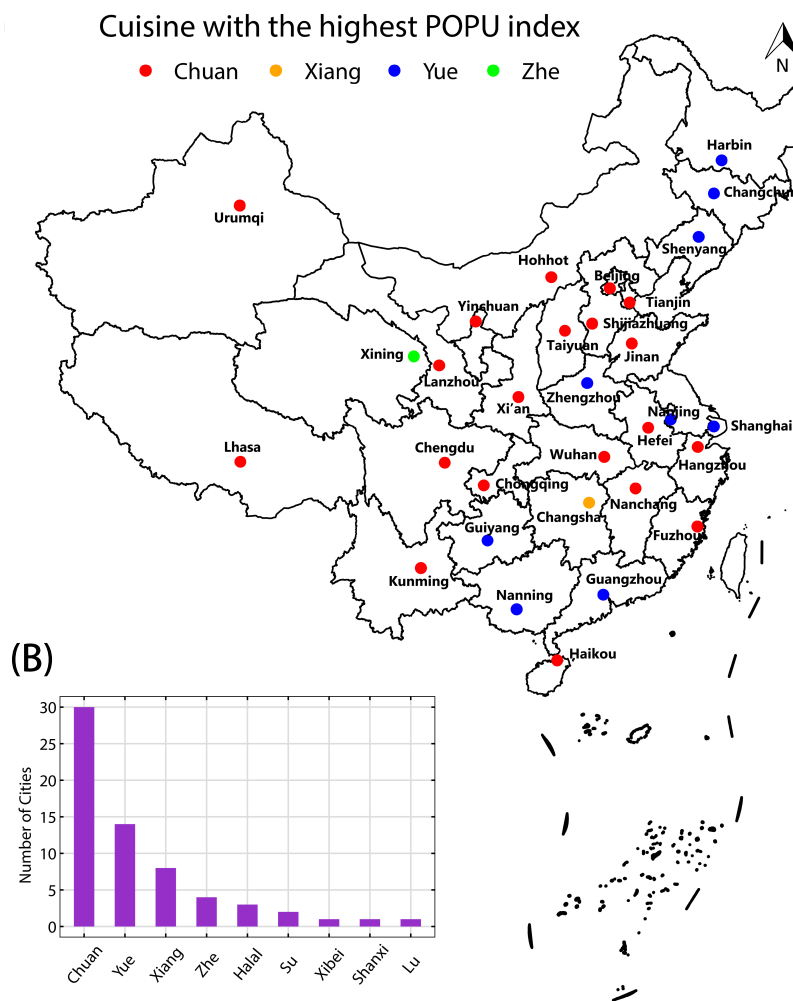 Cuisine with the highest POPU index
Chuan Xiang Yue Zhe
N
Harbin
Changchun
Urumqi
Shenyang
Hohhot
Beijing
Yinchuan
Tianjin
Shijiazhuang
Taiyuan
Jinan
Xining
Lanzhou
Zhengzhou
Xi'an
Nanjing
Shanghai
Hefei
Lhasa
Chengdu
Wuhan
Hangzhou
Chongqing
Nanchang
Changsha
Guiyang
Fuzhou
Kunming
Guangzhou
Nanning
Haikou
(B)
Number of Cities
30
25
20
15
10
5
0
Chuan Yue Xiang Zhe Halal Su Xibei Shanxi Lu